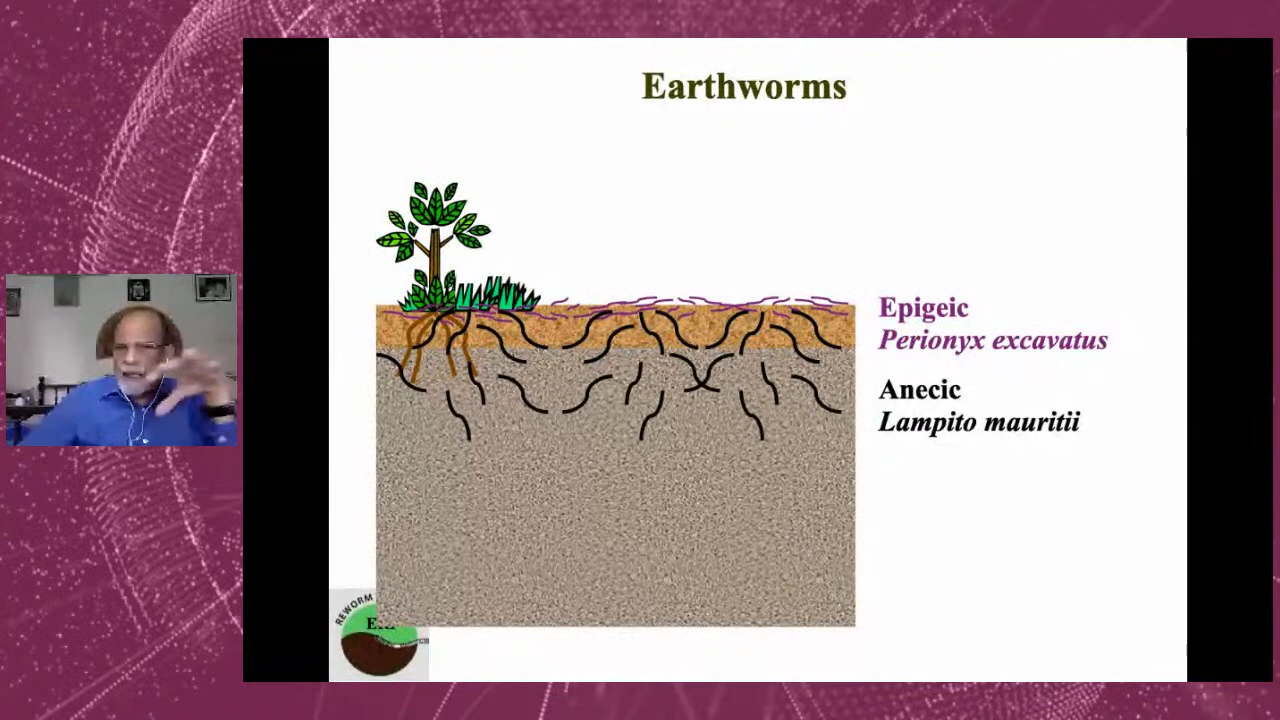 Earthworms
Epigeic
Perionyx excavatus
Anecic
Lampito mauritii
REWORM